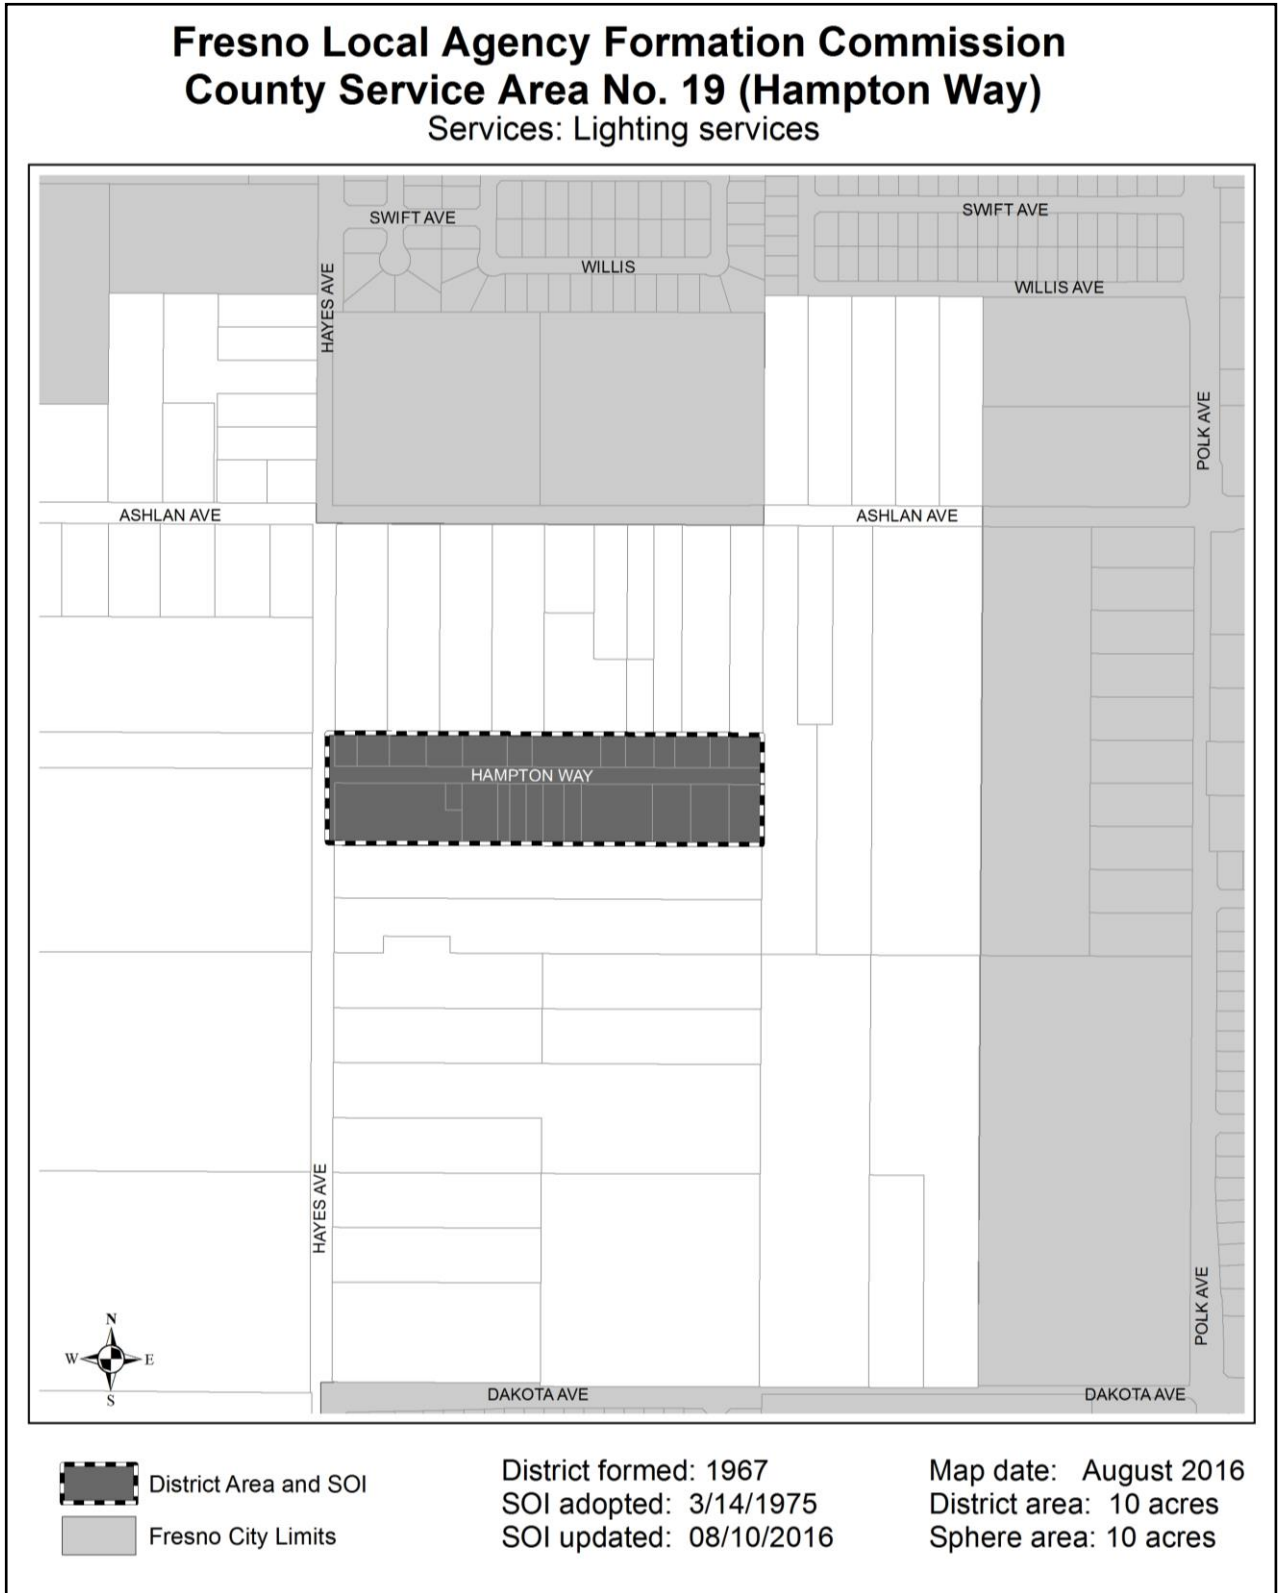 Fresno Local Agency Formation Commission
County Service Area No. 19 (Hampton Way)
Services: Lighting services
SWIFT AVE
SWIFT AVE
WILLIS
WILLIS AVE
HAYES AVE
POLK AVE
ASHLAN AVE
ASHLAN AVE
HAMPTON WAY
HAYES AVE
POLK AVE
N
W E
S
DAKOTA AVE
DAKOTA AVE
District Area and SOI
Fresno City Limits
District formed: 1967
SOI adopted: 3/14/1975
SOI updated: 08/10/2016
Map date: August 2016
District area: 10 acres
Sphere area: 10 acres